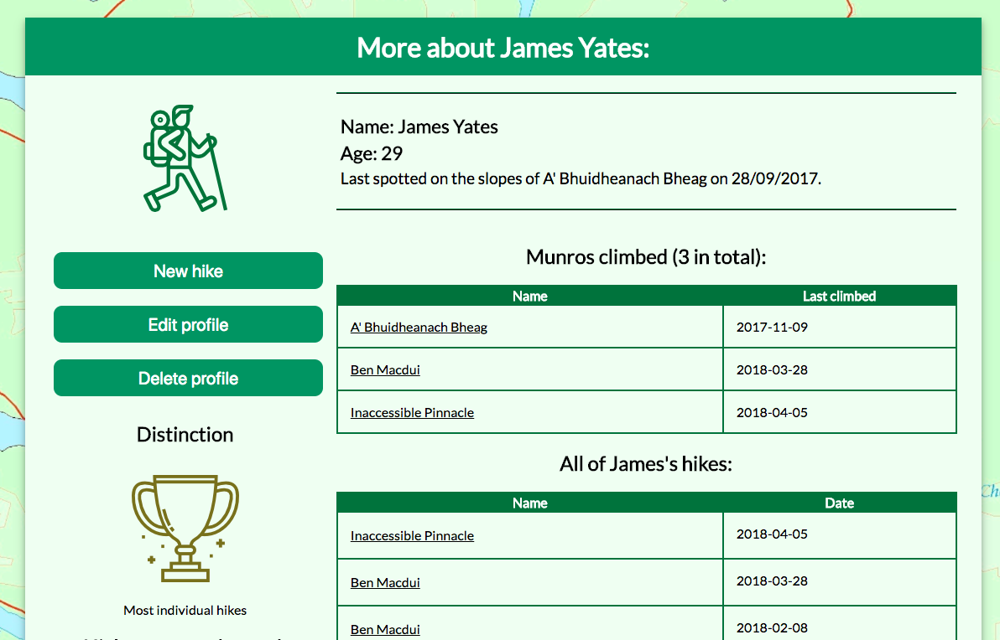 More about James Yates:
Name: James Yates
Age: 29
Last spotted on the slopes of A' Bhuidheanach Bheag on 28/09/2017.
New hike
Edit profile
Delete profile
Distinction
Most individual hikes
Munros climbed (3 in total):
Name Last climbed
A' Bhuidheanach Bheag 2017-11-09
Ben Macdui 2018-03-28
Inaccessible Pinnacle 2018-04-05
All of James's hikes:
Name Date
Inaccessible Pinnacle 2018-04-05
Ben Macdui 2018-03-28
Ben Macdui 2018-02-08